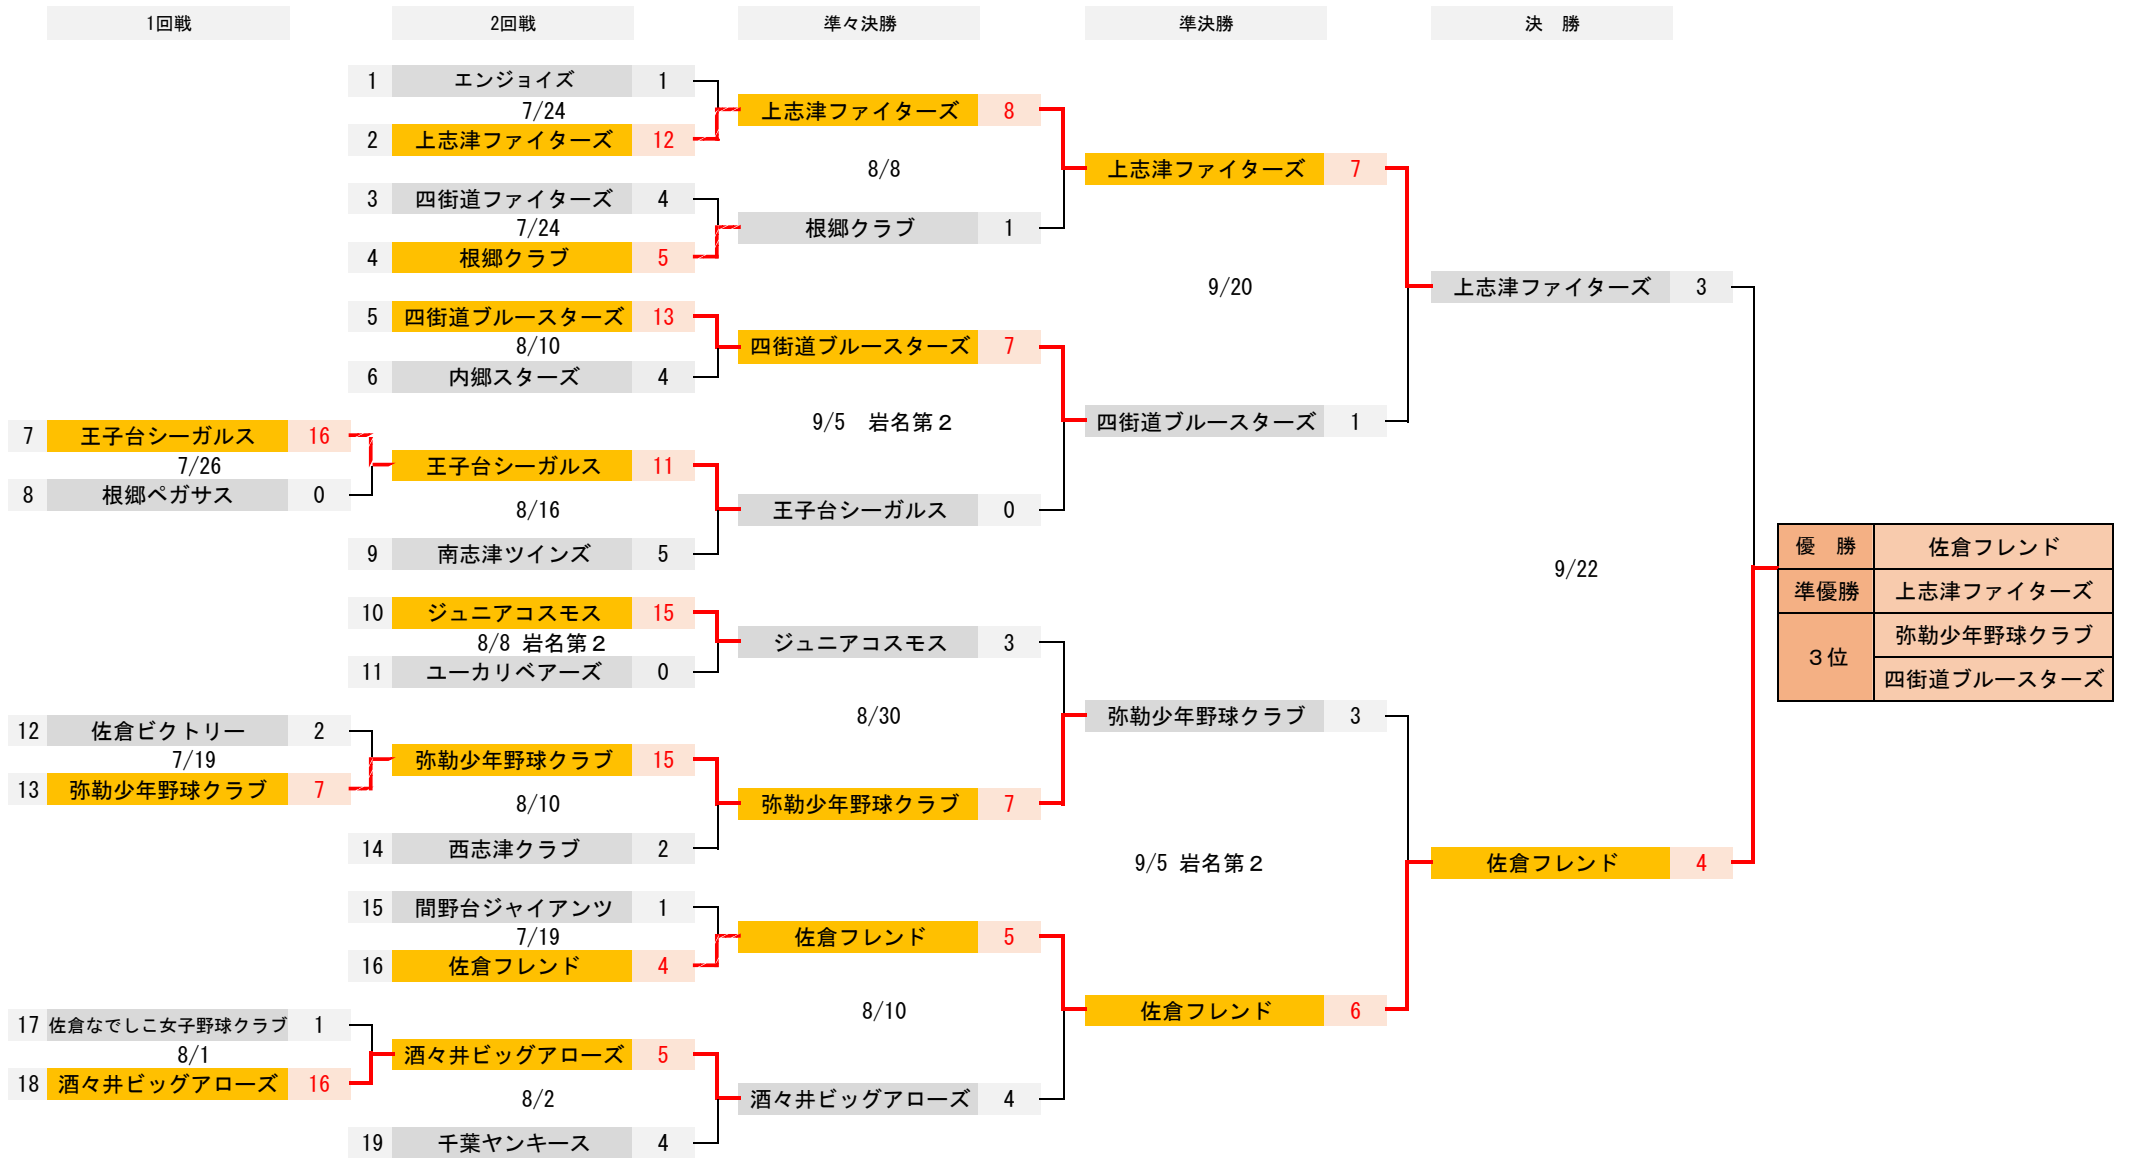 1回戦
2回戦
準々決勝
準決勝
決　勝
1 エンジョイズ 1
7/24
2 上志津ファイターズ 12
上志津ファイターズ 8
8/8
上志津ファイターズ 7
3 四街道ファイターズ 4
7/24
4 根郷クラブ 5
根郷クラブ 1
9/20
上志津ファイターズ 3
5 四街道ブルースターズ 13
8/10
6 内郷スターズ 4
四街道ブルースターズ 7
9/5　岩名第２
四街道ブルースターズ 1
7 王子台シーガルス 16
7/26
8 根郷ペガサス 0
王子台シーガルス 11
8/16
9 南志津ツインズ 5
王子台シーガルス 0
9/22
10 ジュニアコスモス 15
8/8 岩名第２
11 ユーカリベアーズ 0
ジュニアコスモス 3
8/30
弥勒少年野球クラブ 3
12 佐倉ビクトリー 2
7/19
13 弥勒少年野球クラブ 7
弥勒少年野球クラブ 15
8/10
14 西志津クラブ 2
弥勒少年野球クラブ 7
9/5 岩名第２
佐倉フレンド 4
15 間野台ジャイアンツ 1
7/19
16 佐倉フレンド 4
佐倉フレンド 5
8/10
佐倉フレンド 6
17 佐倉なでしこ女子野球クラブ 1
8/1
18 酒々井ビッグアローズ 16
酒々井ビッグアローズ 5
8/2
19 千葉ヤンキース 4
酒々井ビッグアローズ 4
優　勝 佐倉フレンド
準優勝 上志津ファイターズ
３位 弥勒少年野球クラブ
四街道ブルースターズ